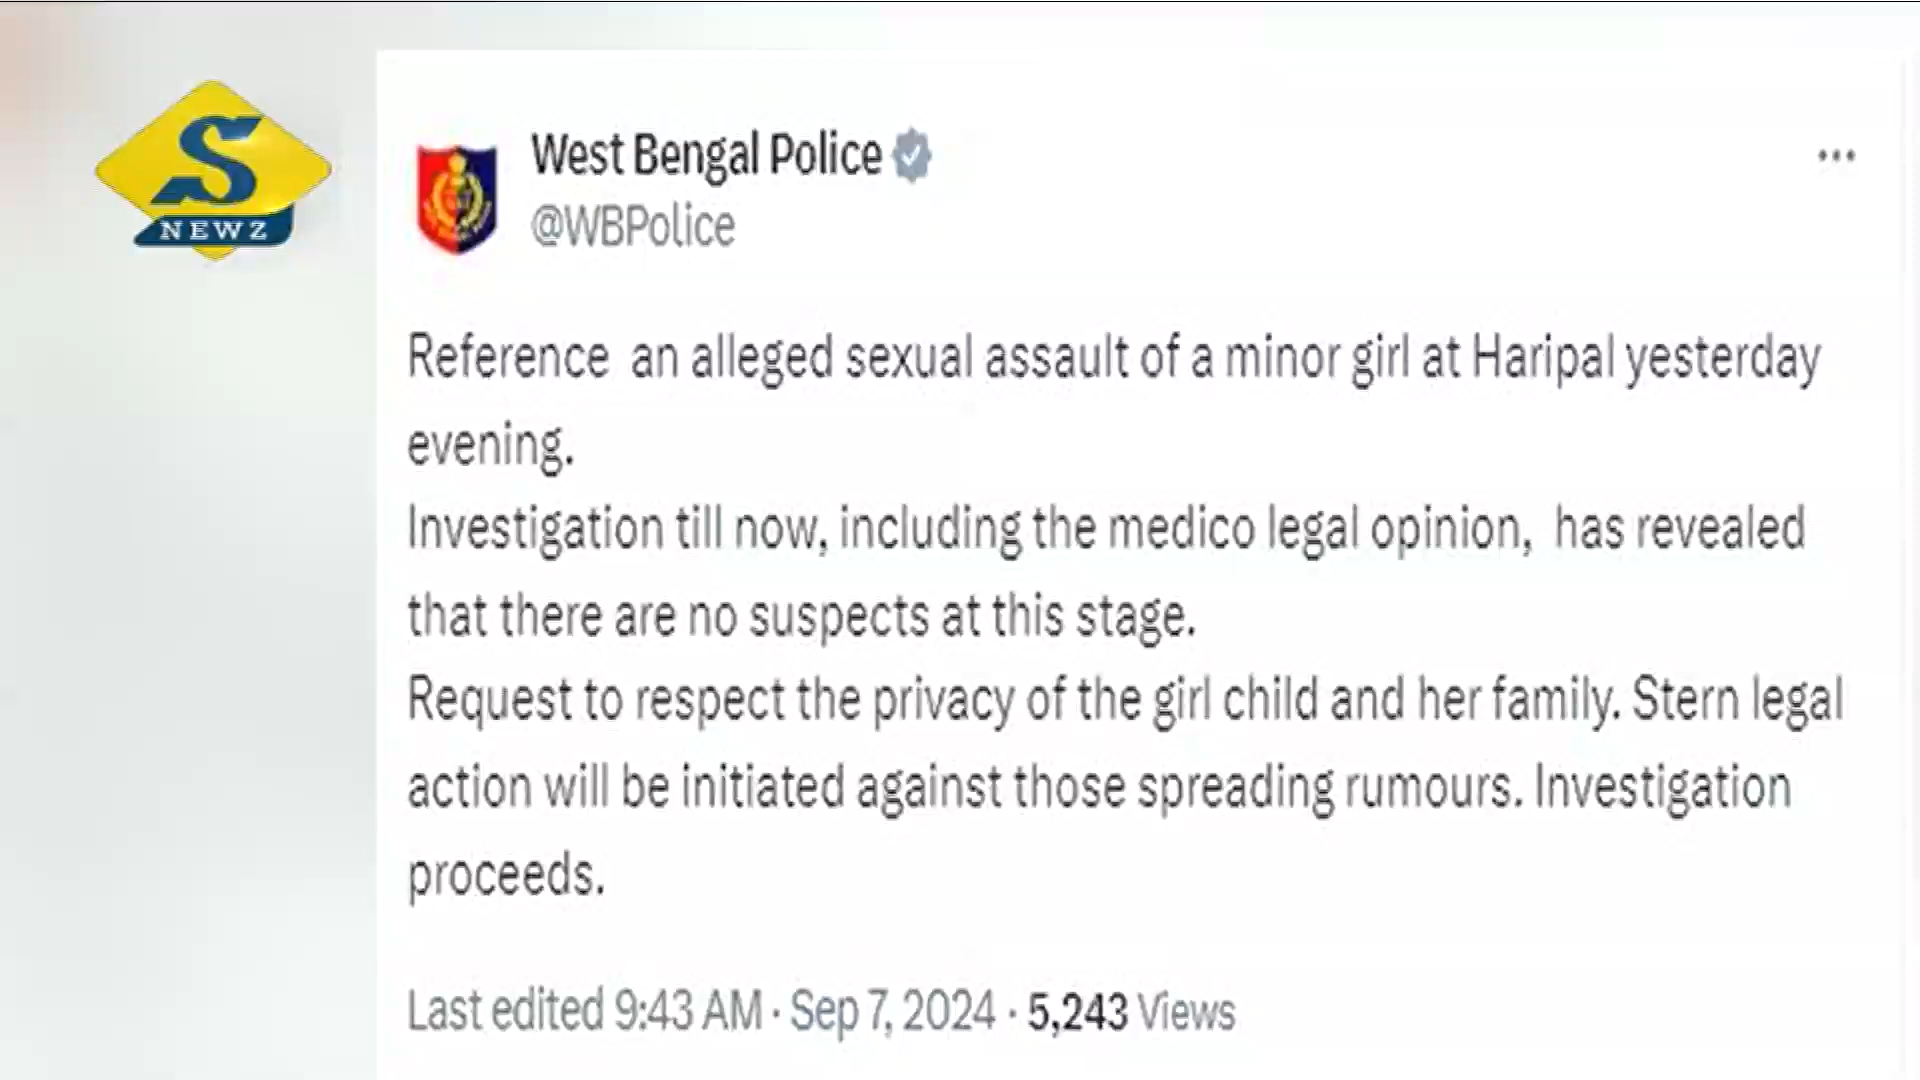 S
NEWZ
West Bengal Police
@WBPolice
Reference an alleged sexual assault of a minor girl at Haripal yesterday
evening.
Investigation till now, including the medico legal opinion, has revealed
that there are no suspects at this stage.
Request to respect the privacy of the girl child and her family. Stern legal
action will be initiated against those spreading rumours. Investigation
proceeds.
Last edited 9:43 AM · Sep 7, 2024 · 5,243 Views